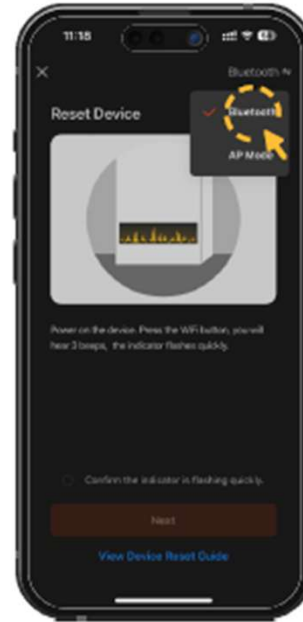 11:18
Bluetooth
Reset Device
Bluetooth
AP Mode
Power on the device. Press the WiFi button, you will
hear 3 beeps, the indicator flashes quickly.
Confirm the indicator is flashing quickly.
Next
View Device Reset Guide